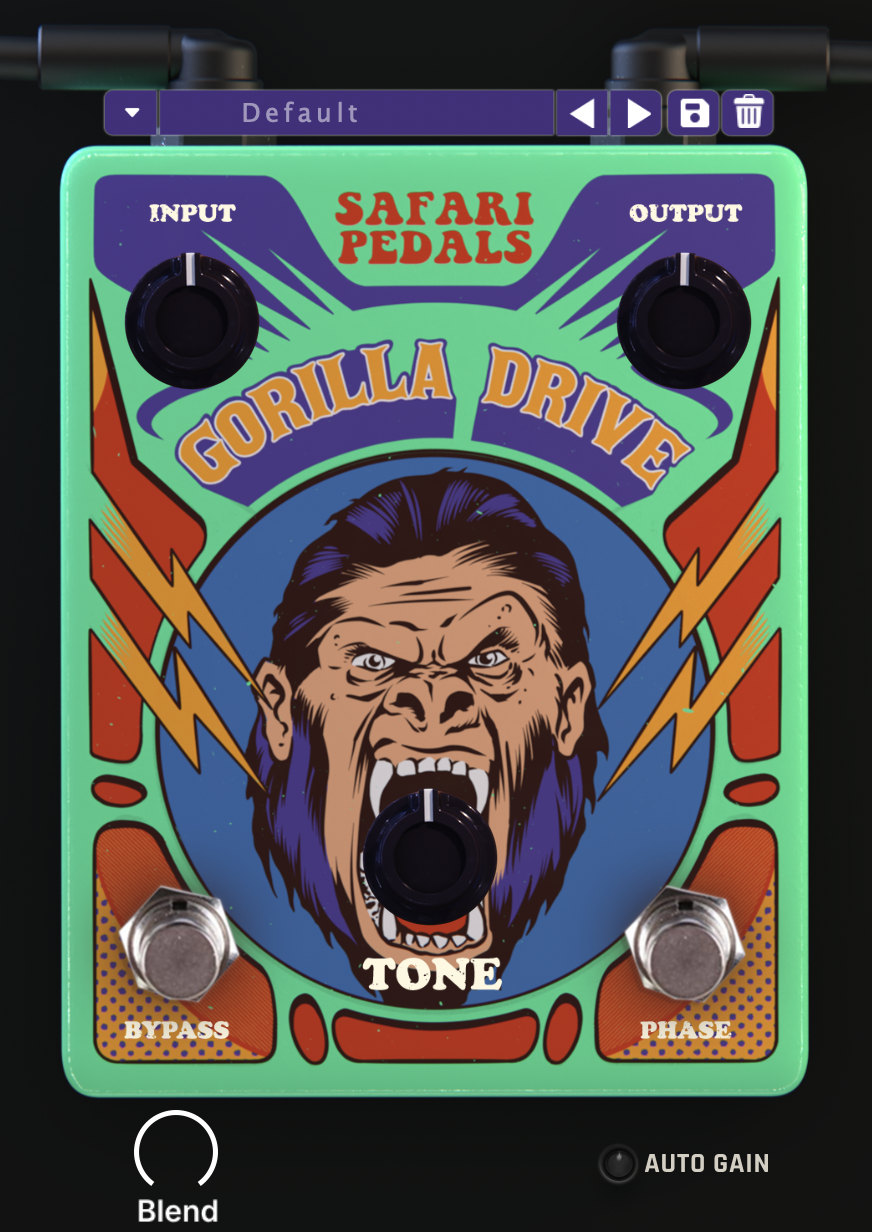 Default
INPUT
SAFARI
PEDALS
OUTPUT
GORILLA DRIVE
TONE
BYPASS
PHASE
AUTO GAIN
Blend